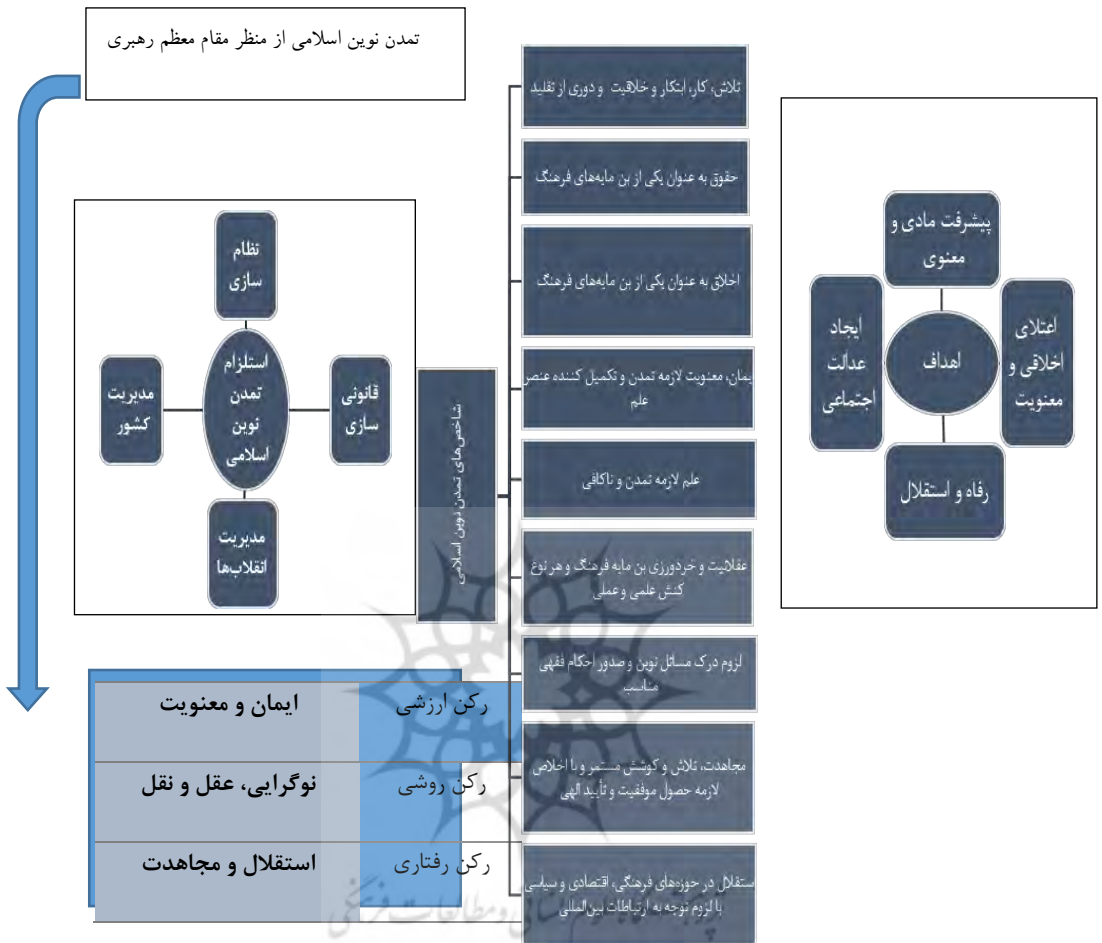 تمدن نوین اسلامی از منظر مقام معظم رهبری
پیشرفت مادی و
معنوی
اعتلای
اخلاقی و
معنویت
اهداف
ایجاد
عدالت
اجتماعی
رفاه و استقلال
تلاش، کار، ابتکار و خلاقیت و دوری از تقلید
حقوق به عنوان یکی از بن مایه‌های فرهنگ
اخلاق به عنوان یکی از بن مایه‌های فرهنگ
یمان، معنویت لازمه تمدن و تکمیل کننده عنصر
علم
علم لازمه تمدن و ناکافی
عقلانیت و خردورزی بن مایه فرهنگ و هر نوع
کنش علمی و عملی
لزوم درک مسائل نوین و صدور احکام فقهی
مناسب
مجاهدت، تلاش و کوشش مستمر و با اخلاص
لازمه حصول موفقیت و تأیید الهی
ستقلال در حوزه‌های فرهنگی، اقتصادی و سیاسی
با لزوم توجه به ارتباطات بین‌المللی
شاخص‌های تمدن نوین اسلامی
نظام
سازی
قانونی
سازی
استلزام
تمدن
نوین
اسلامی
مدیریت
کشور
مدیریت
انقلاب‌ها
رکن ارزشی ایمان و معنویت
رکن روشی نوگرایی، عقل و نقل
رکن رفتاری استقلال و مجاهدت
و مطالعات فرهنگی